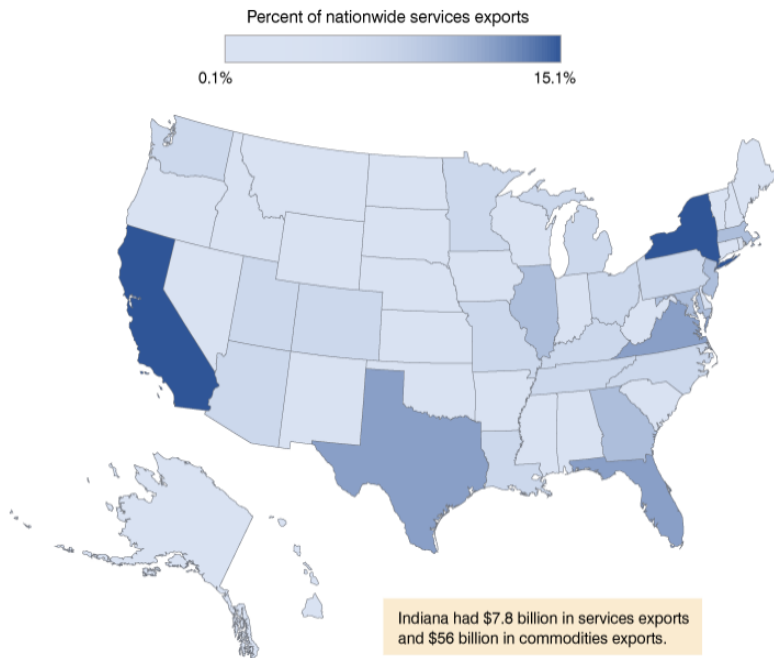 Percent of nationwide services exports
0.1% 15.1%
Indiana had $7.8 billion in services exports
and $56 billion in commodities exports.